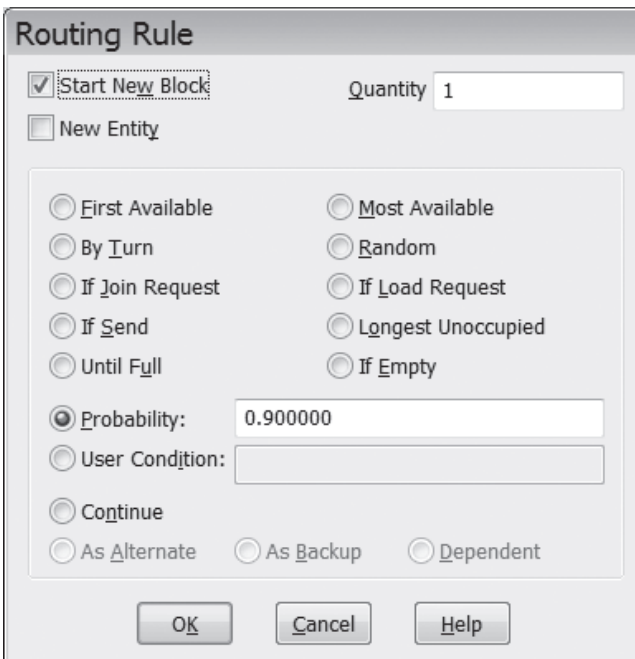 Routing Rule
Start New Block
Quantity 1
New Entity
First Available
Most Available
By Turn
Random
If Join Request
If Load Request
If Send
Longest Unoccupied
Until Full
If Empty
Probability: 0.900000
User Condition:
Continue
As Alternate As Backup Dependent
OK Cancel Help